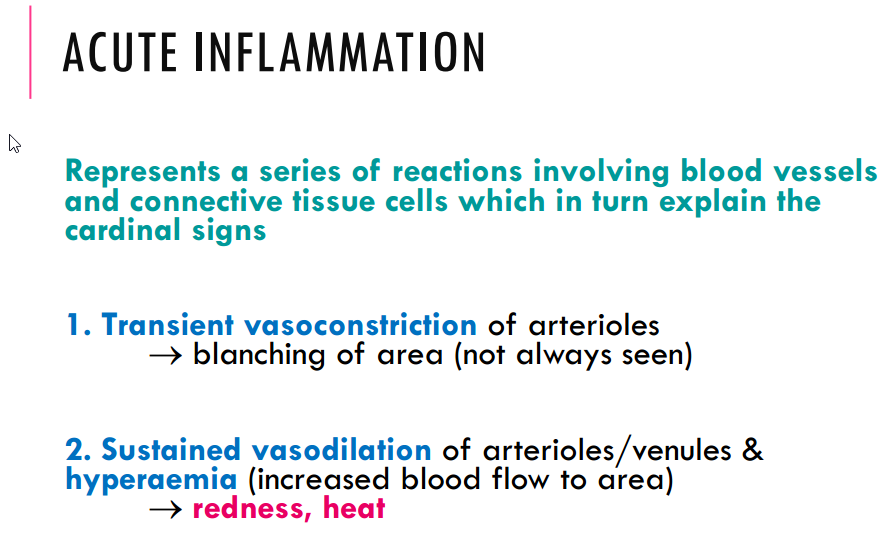 ACUTE INFLAMMATION
Represents a series of reactions involving blood vessels
and connective tissue cells which in turn explain the
cardinal signs
1. Transient vasoconstriction of arterioles
→ blanching of area (not always seen)
2. Sustained vasodilation of arterioles/venules &
hyperaemia (increased blood flow to area)
→ redness, heat